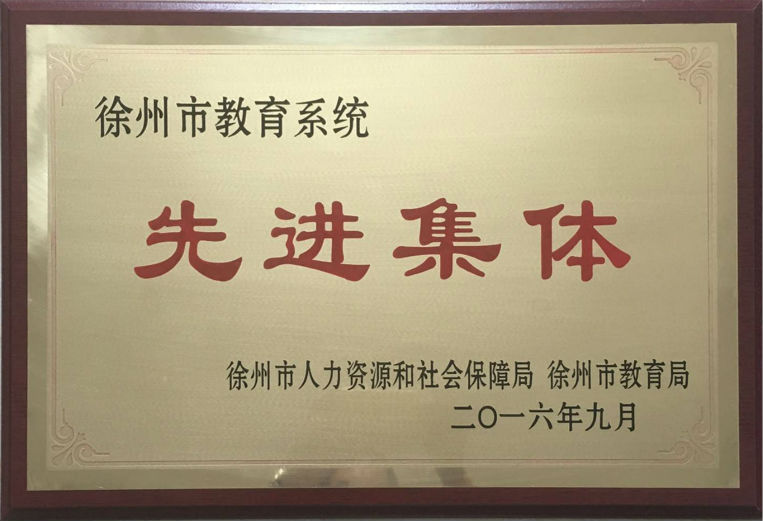 徐州市教育系统
先进集体
徐州市人力资源和社会保障局 徐州市教育局
二〇一六年九月